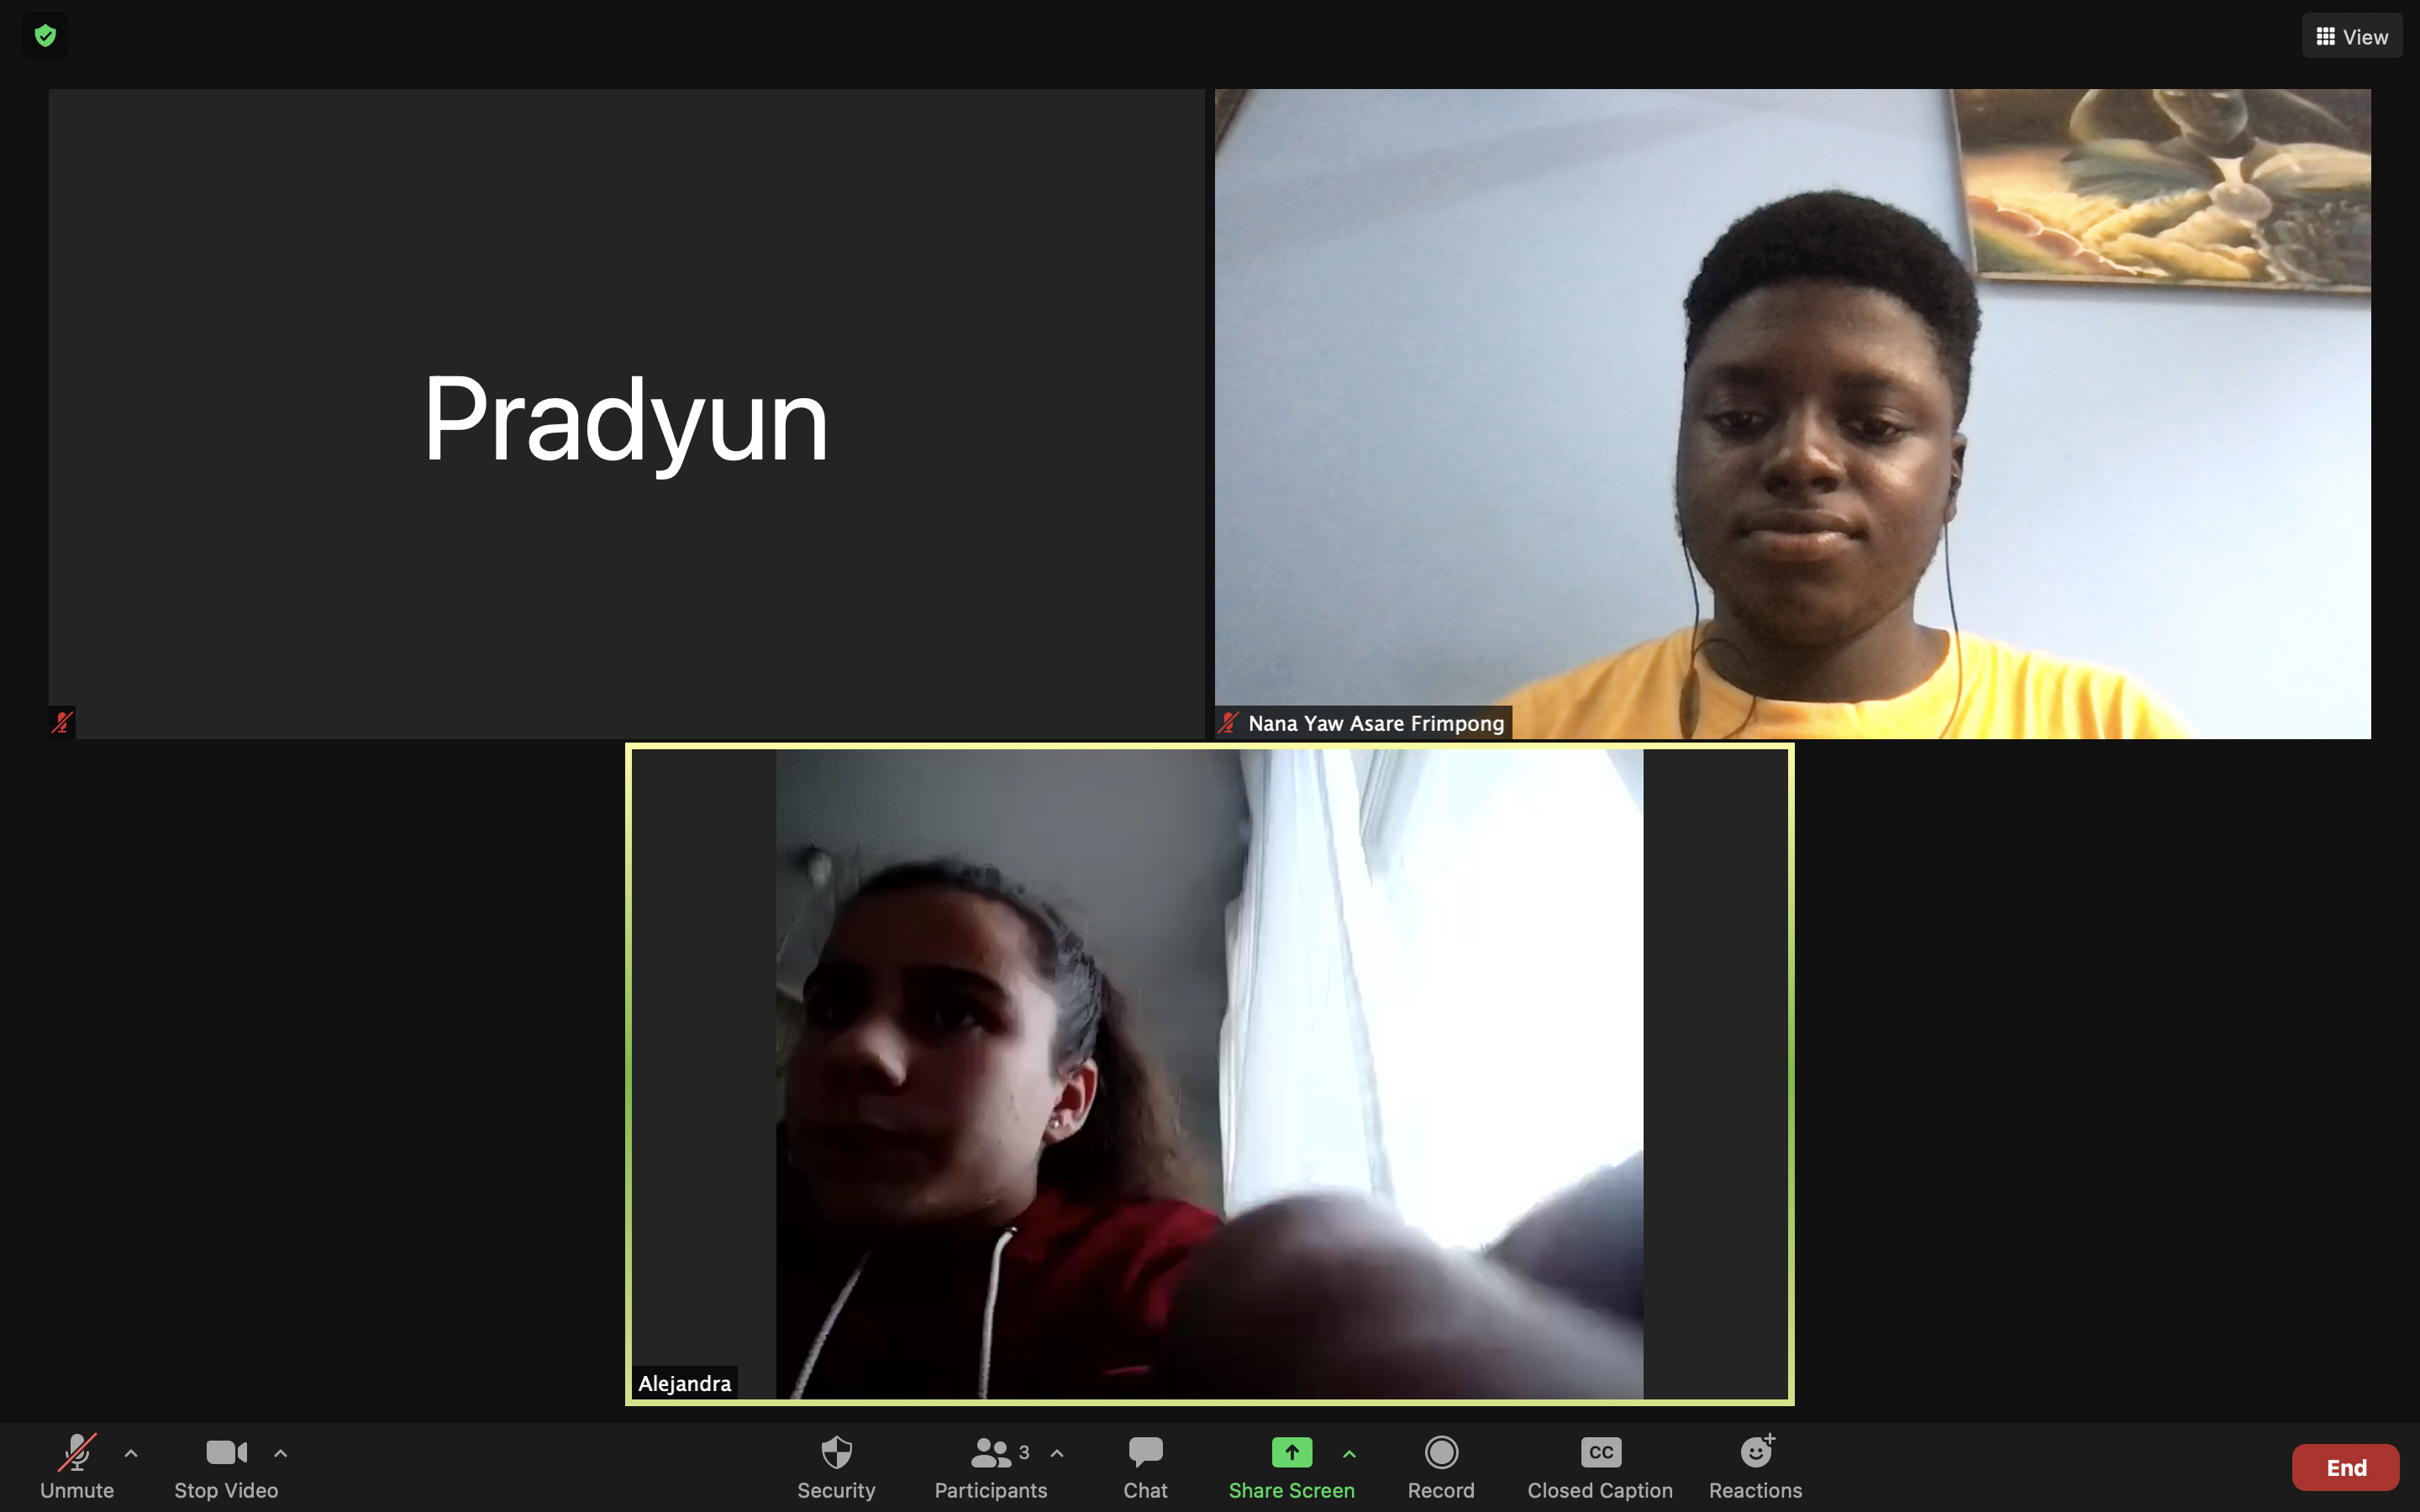 View
Pradyun
Nana Yaw Asare Frimpong
Alejandra
Unmute
Stop Video
Security
3
Participants
Chat
Share Screen
Record
CC
Closed Caption
Reactions
End